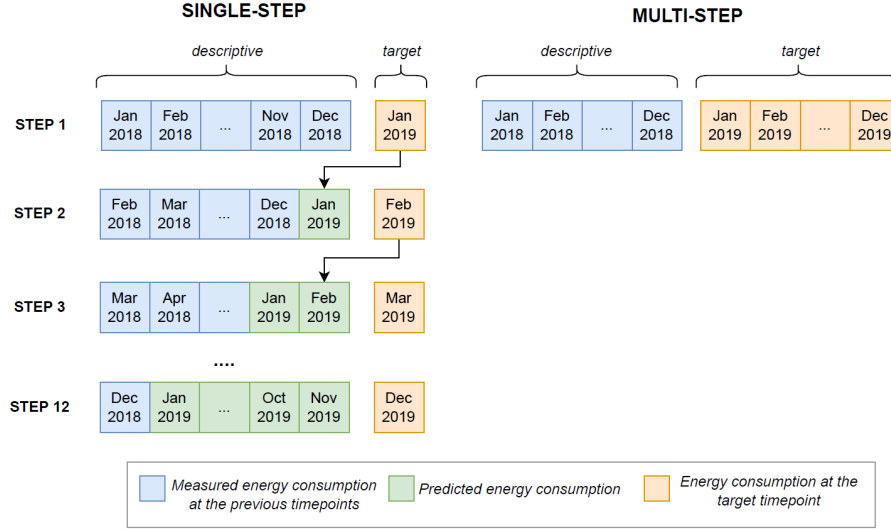 SINGLE-STEP
MULTI-STEP
descriptive
target
descriptive
target
STEP 1
Jan 2018
Feb 2018
...
Nov 2018
Dec 2018
Jan 2019
Jan 2018
Feb 2018
...
Dec 2018
Jan 2019
Feb 2019
...
Dec 2019
STEP 2
Feb 2018
Mar 2018
...
Dec 2018
Jan 2019
Feb 2019
STEP 3
Mar 2018
Apr 2018
...
Jan 2019
Feb 2019
Mar 2019
....
STEP 12
Dec 2018
Jan 2019
...
Oct 2019
Nov 2019
Dec 2019
Measured energy consumption
at the previous timepoints
Predicted energy consumption
Energy consumption at the
target timepoint